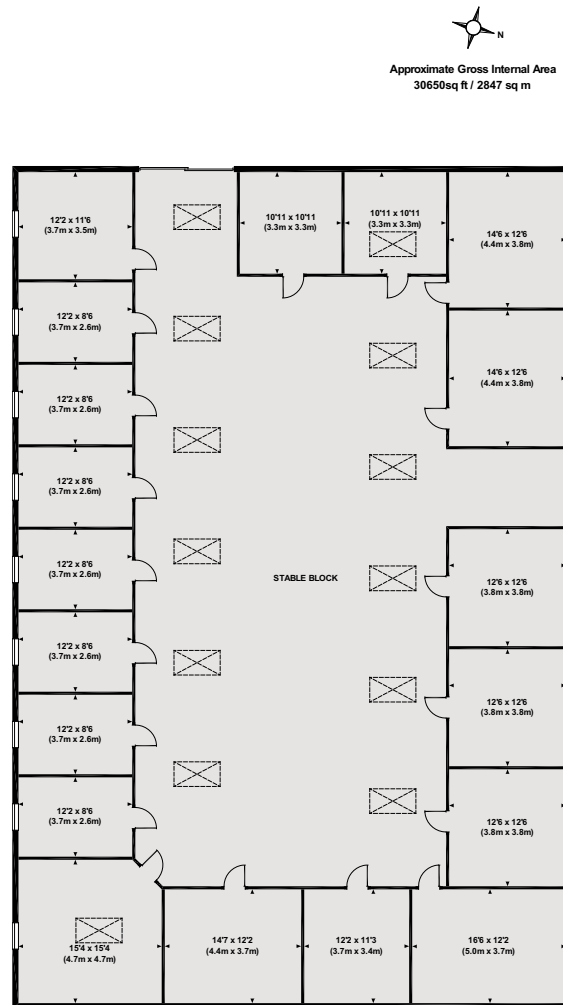 N
Approximate Gross Internal Area
30650sq ft / 2847 sq m
12'2 x 11'6
(3.7m x 3.5m)
10'11 x 10'11
(3.3m x 3.3m)
10'11 x 10'11
(3.3m x 3.3m)
14'6 x 12'6
(4.4m x 3.8m)
12'2 x 8'6
(3.7m x 2.6m)
14'6 x 12'6
(4.4m x 3.8m)
12'2 x 8'6
(3.7m x 2.6m)
12'2 x 8'6
(3.7m x 2.6m)
12'2 x 8'6
(3.7m x 2.6m)
STABLE BLOCK
12'6 x 12'6
(3.8m x 3.8m)
12'2 x 8'6
(3.7m x 2.6m)
12'6 x 12'6
(3.8m x 3.8m)
12'2 x 8'6
(3.7m x 2.6m)
12'2 x 8'6
(3.7m x 2.6m)
12'6 x 12'6
(3.8m x 3.8m)
15'4 x 15'4
(4.7m x 4.7m)
14'7 x 12'2
(4.4m x 3.7m)
12'2 x 11'3
(3.7m x 3.4m)
16'6 x 12'2
(5.0m x 3.7m)